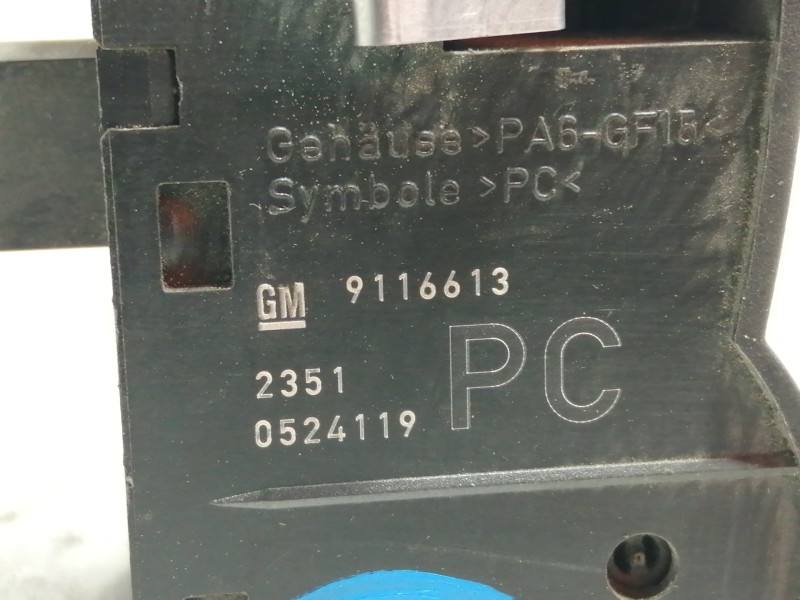 Gehäuse >PA6-GF15<
Symbole >PC<
GM 9116613
2351
PC
0524119